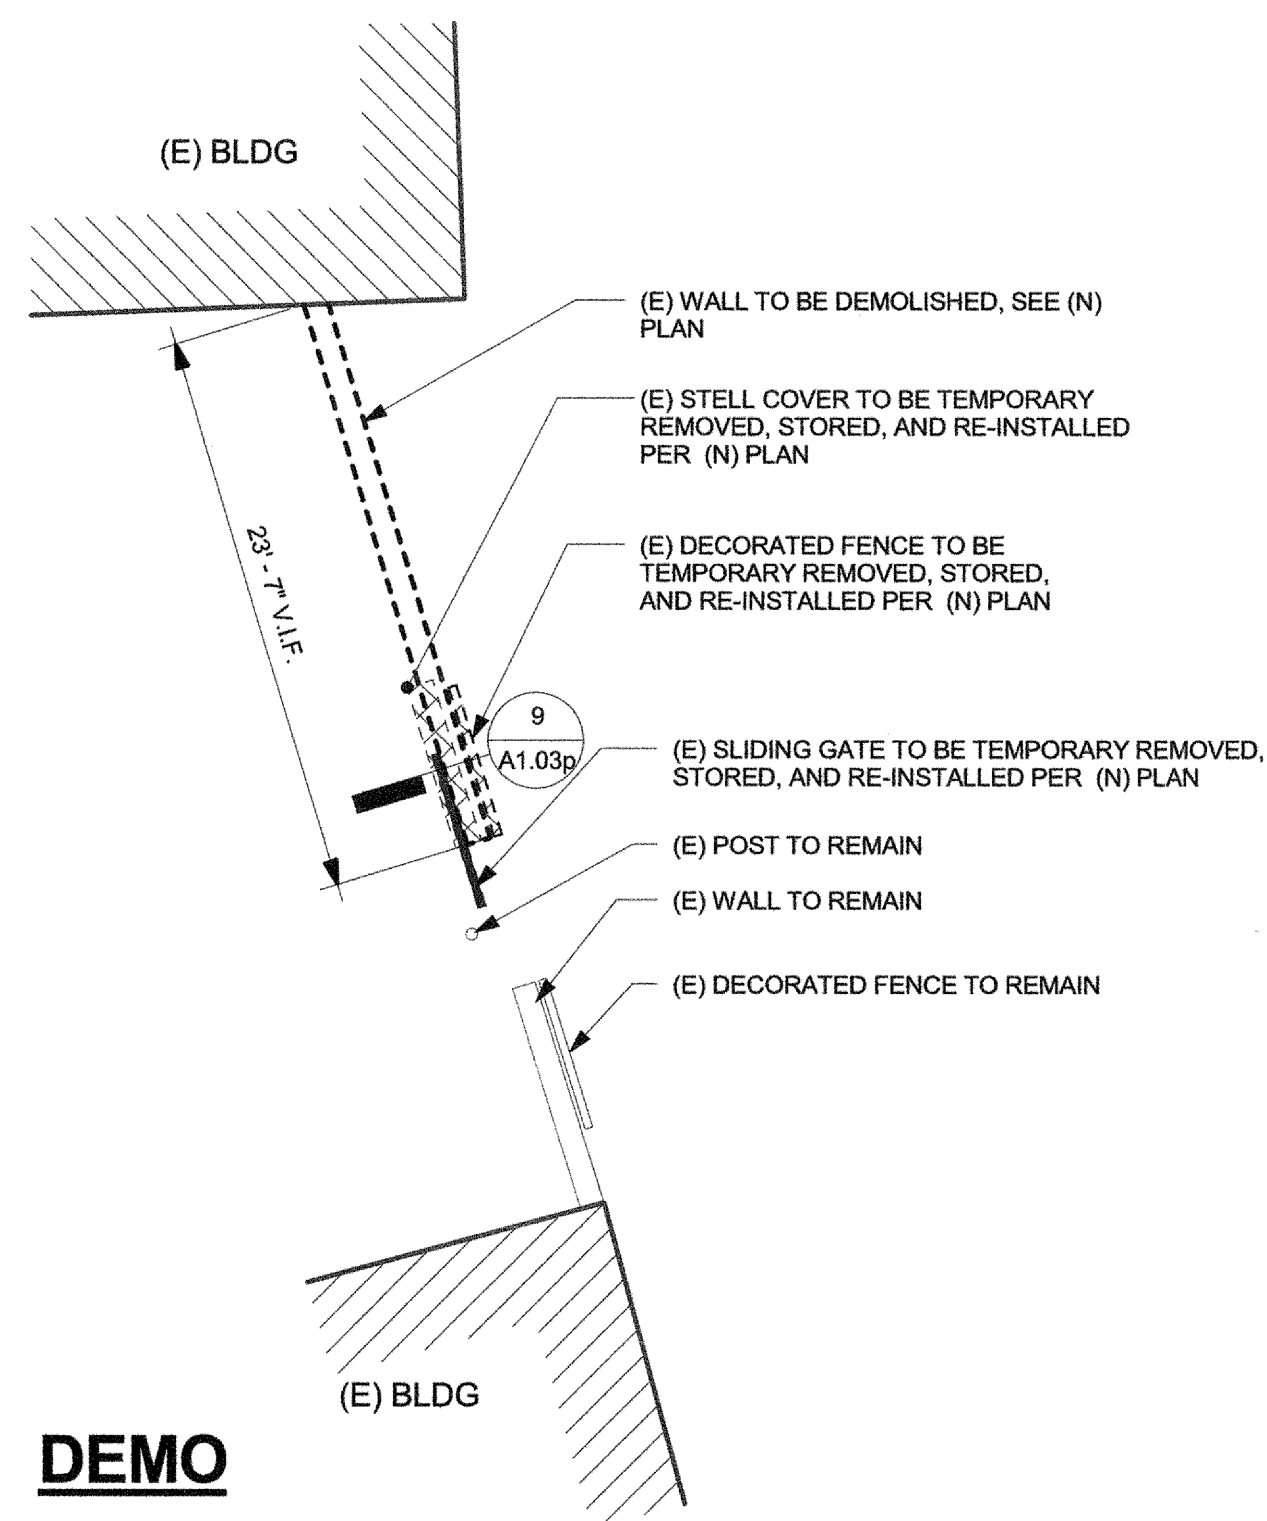 (E) BLDG
(E) WALL TO BE DEMOLISHED, SEE (N)
PLAN
(E) STELL COVER TO BE TEMPORARY
REMOVED, STORED, AND RE-INSTALLED
PER (N) PLAN
23' - 7" V.I.F.
(E) DECORATED FENCE TO BE
TEMPORARY REMOVED, STORED,
AND RE-INSTALLED PER (N) PLAN
9
A1.03p
(E) SLIDING GATE TO BE TEMPORARY REMOVED,
STORED, AND RE-INSTALLED PER (N) PLAN
(E) POST TO REMAIN
(E) WALL TO REMAIN
(E) DECORATED FENCE TO REMAIN
(E) BLDG
DEMO